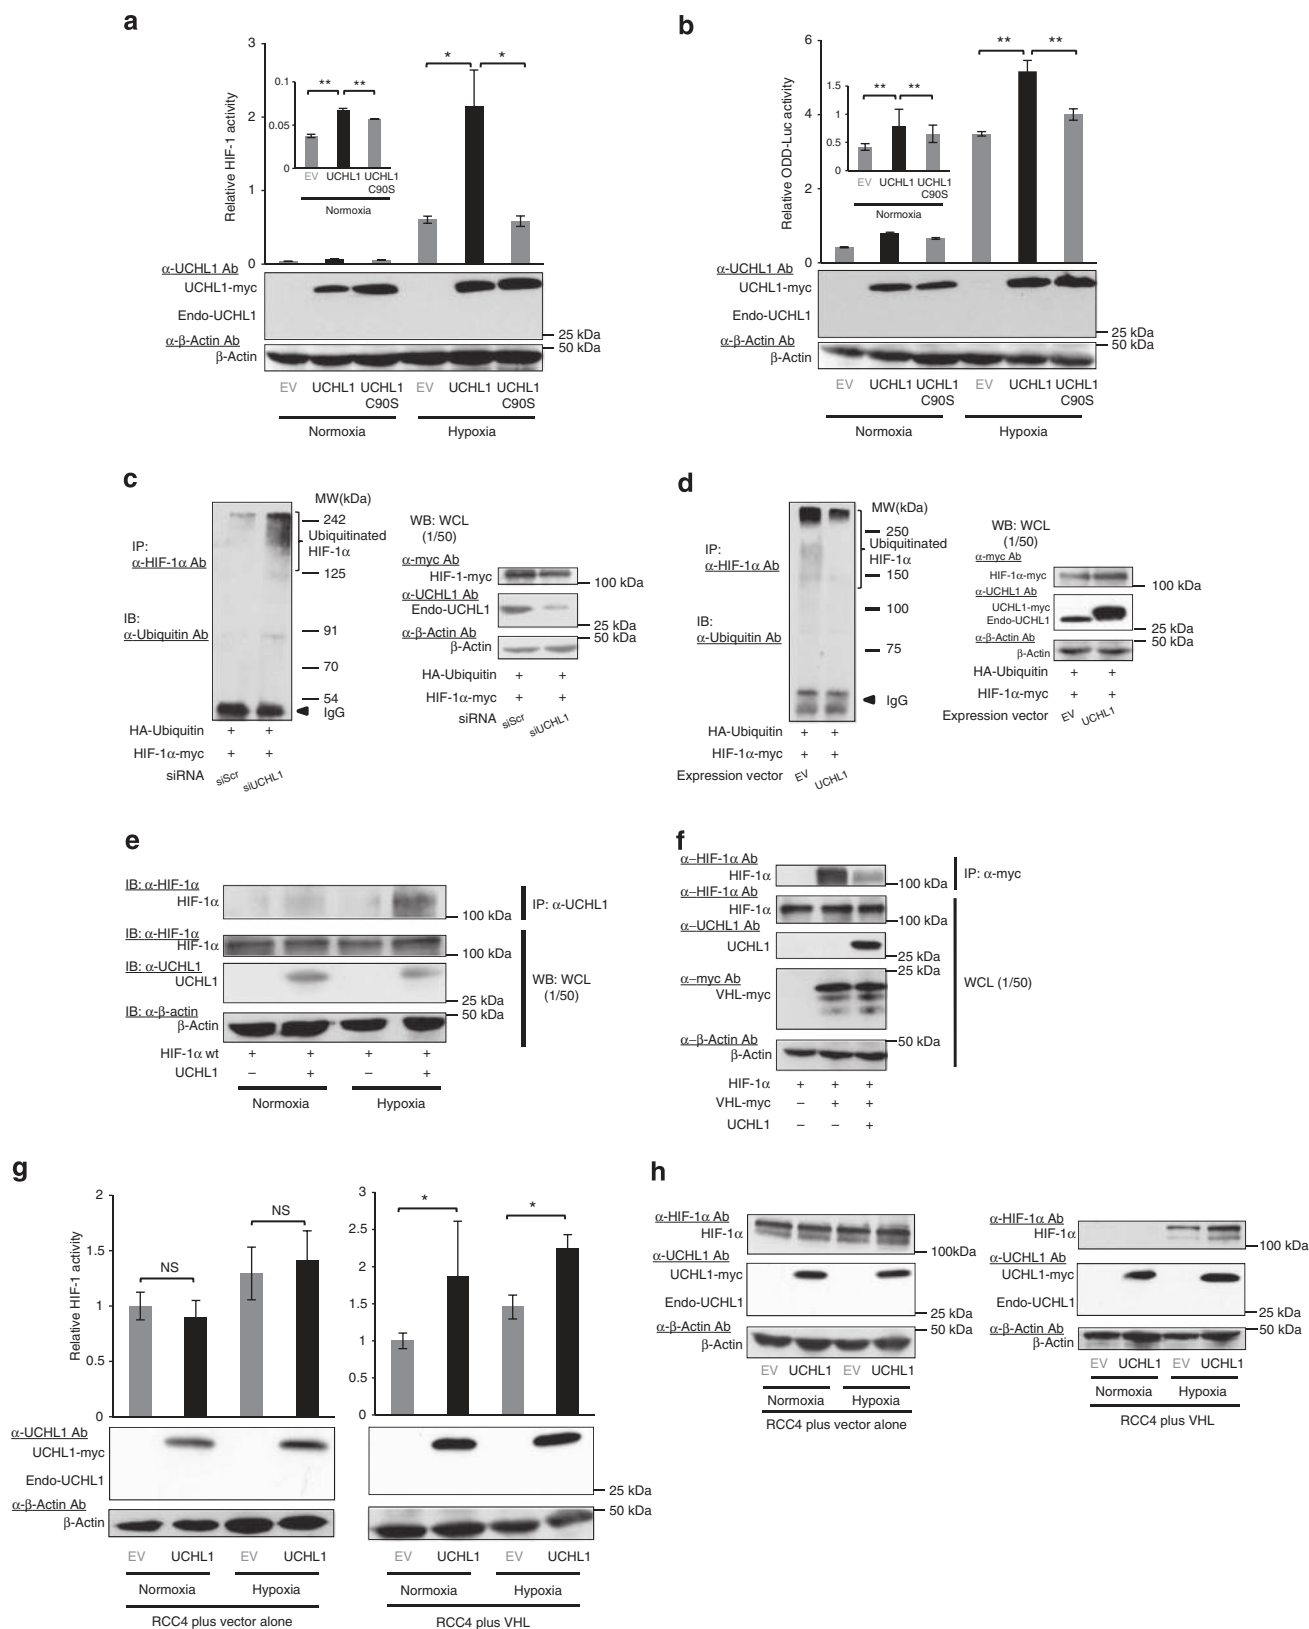 a
Relative HIF-1 activity
3
2
1
0
* *
0.1
0.05
0
** **
EV UCHL1 UCHL1 C90S
Normoxia
α-UCHL1 Ab
UCHL1-myc
Endo-UCHL1
25 kDa
α-β-Actin Ab
50 kDa
β-Actin
EV UCHL1 UCHL1 C90S EV UCHL1 UCHL1 C90S
Normoxia Hypoxia
b
Relative ODD-Luc activity
6
4
2
0
** **
1.5
1
0.5
0
** **
EV UCHL1 UCHL1 C90S
Normoxia
α-UCHL1 Ab
UCHL1-myc
Endo-UCHL1
25 kDa
α-β-Actin Ab
50 kDa
β-Actin
EV UCHL1 UCHL1 C90S EV UCHL1 UCHL1 C90S
Normoxia Hypoxia
c
MW(kDa)
242
Ubiquitinated
HIF-1α
125
91
70
54
IgG
IP:
α-HIF-1α Ab
IB:
α-Ubiquitin Ab
HA-Ubiquitin + +
HIF-1α-myc + +
siRNA siScr siUCHL1
WB: WCL
(1/50)
α-myc Ab
HIF-1-myc
100 kDa
α-UCHL1 Ab
Endo-UCHL1
25 kDa
α-β-Actin Ab
50 kDa
β-Actin
HA-Ubiquitin + +
HIF-1α-myc + +
siRNA siScr siUCHL1
d
MW(kDa)
250
Ubiquitinated
HIF-1α
150
100
75
IgG
IP:
α-HIF-1α Ab
IB:
α-Ubiquitin Ab
HA-Ubiquitin + +
HIF-1α-myc + +
Expression vector EV UCHL1
WB: WCL
(1/50)
α-myc Ab
HIF-1α-myc
100 kDa
α-UCHL1 Ab
UCHL1-myc
Endo-UCHL1
25 kDa
α-β-Actin Ab
50 kDa
β-Actin
HA-Ubiquitin + +
HIF-1α-myc + +
Expression vector EV UCHL1
e
IB: α-HIF-1α
HIF-1α
100 kDa
IP: α-UCHL1
IB: α-HIF-1α
HIF-1α
100 kDa
IB: α-UCHL1
UCHL1
25 kDa
WB: WCL
(1/50)
IB: α-β-actin
50 kDa
β-Actin
HIF-1α wt + + + +
UCHL1 – + – +
Normoxia Hypoxia
f
α–HIF-1α Ab
HIF-1α
100 kDa
IP: α-myc
α–HIF-1α Ab
HIF-1α
100 kDa
α–UCHL1 Ab
UCHL1
25 kDa
25 kDa
α–myc Ab
VHL-myc
WCL (1/50)
α–β-Actin Ab
50 kDa
β-Actin
HIF-1α + + +
VHL-myc – + +
UCHL1 – – +
g
Relative HIF-1 activity
2
1.5
1
0.5
0
NS NS
α-UCHL1 Ab
UCHL1-myc
Endo-UCHL1
α-β-Actin Ab
β-Actin
EV UCHL1 EV UCHL1
Normoxia Hypoxia
RCC4 plus vector alone
3
2.5
2
1.5
1
0.5
0
* *
25 kDa
50 kDa
EV UCHL1 EV UCHL1
Normoxia Hypoxia
RCC4 plus VHL
h
α-HIF-1α Ab
HIF-1α
100kDa
α-UCHL1 Ab
UCHL1-myc
Endo-UCHL1
25 kDa
α-β-Actin Ab
50 kDa
β-Actin
EV UCHL1 EV UCHL1
Normoxia Hypoxia
RCC4 plus vector alone
α-HIF-1α Ab
HIF-1α
100 kDa
α-UCHL1 Ab
UCHL1-myc
Endo-UCHL1
25 kDa
α-β-Actin Ab
50 kDa
β-Actin
EV UCHL1 EV UCHL1
Normoxia Hypoxia
RCC4 plus VHL